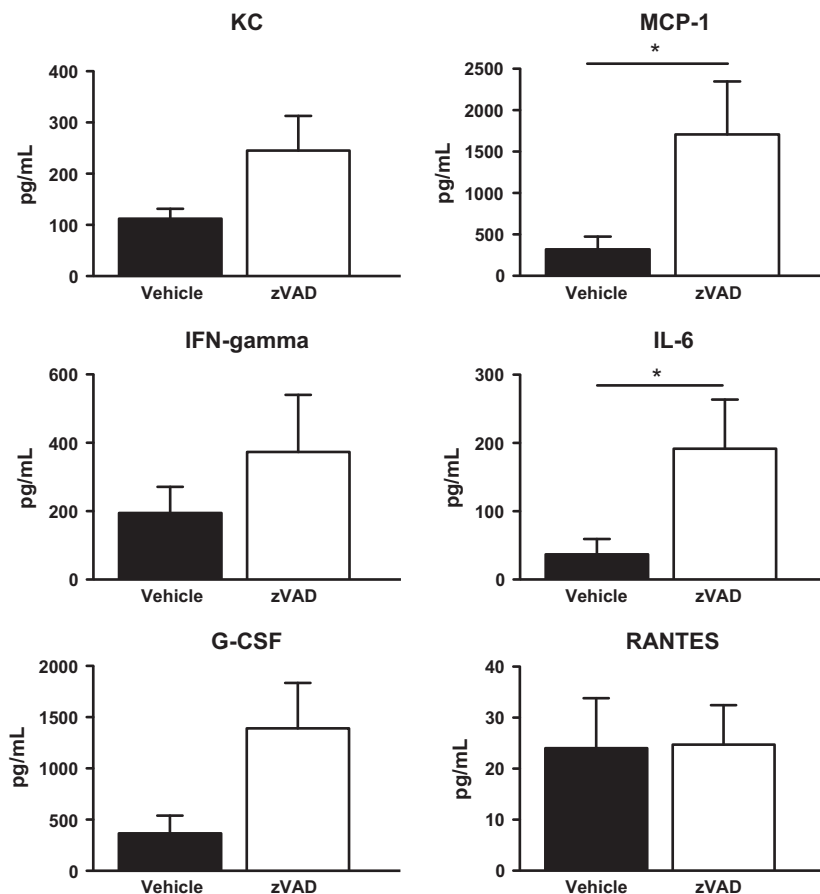 KC
400
300
200
100
0
pg/mL
Vehicle zVAD
MCP-1
*
2500
2000
1500
1000
500
0
pg/mL
Vehicle zVAD
IFN-gamma
600
400
200
0
pg/mL
Vehicle zVAD
IL-6
*
300
200
100
0
pg/mL
Vehicle zVAD
G-CSF
2000
1500
1000
500
0
pg/mL
Vehicle zVAD
RANTES
40
30
20
10
0
pg/mL
Vehicle zVAD